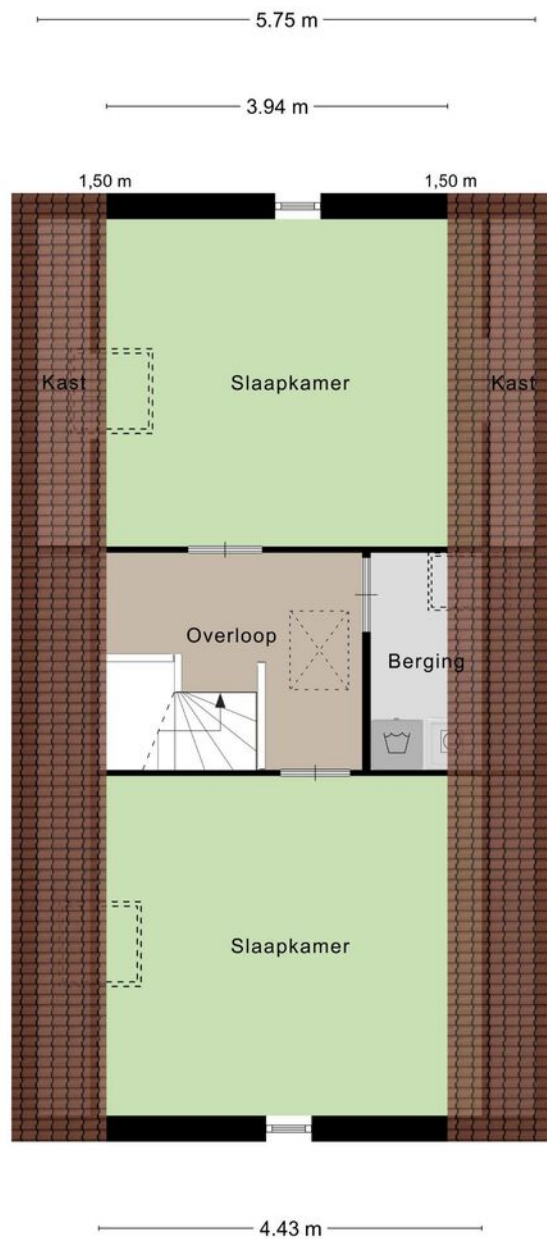 5.75 m
3.94 m
1,50 m 1,50 m
Kast Slaapkamer Kast
Overloop
Berging
Slaapkamer
4.43 m